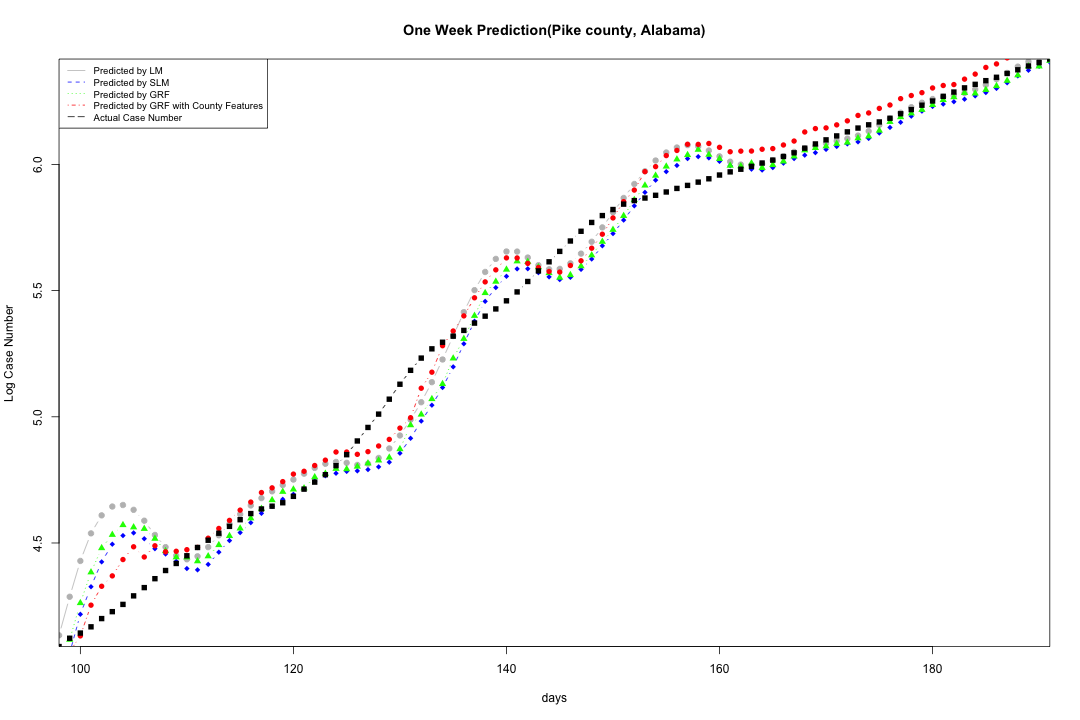 One Week Prediction(Pike county, Alabama)
Predicted by LM
Predicted by SLM
Predicted by GRF
Predicted by GRF with County Features
Actual Case Number
Log Case Number
6.0
5.5
5.0
4.5
100 120 140 160 180
days